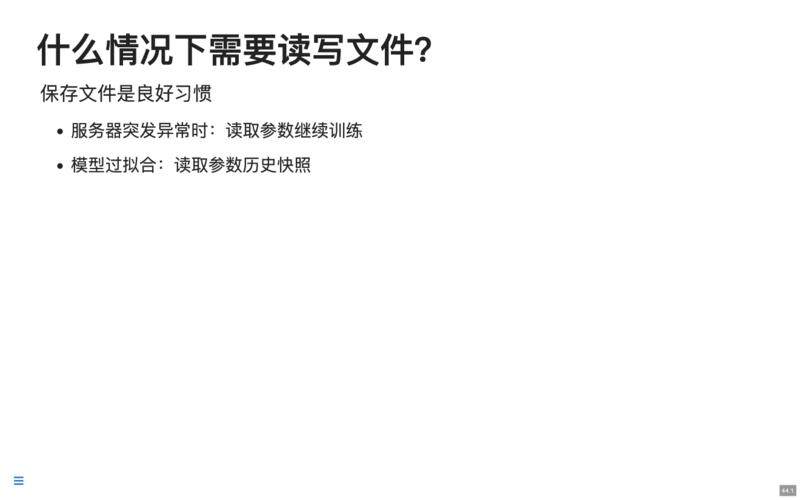 什么情况下需要读写文件？
保存文件是良好习惯
• 服务器突发异常时：读取参数继续训练
• 模型过拟合：读取参数历史快照
44.1